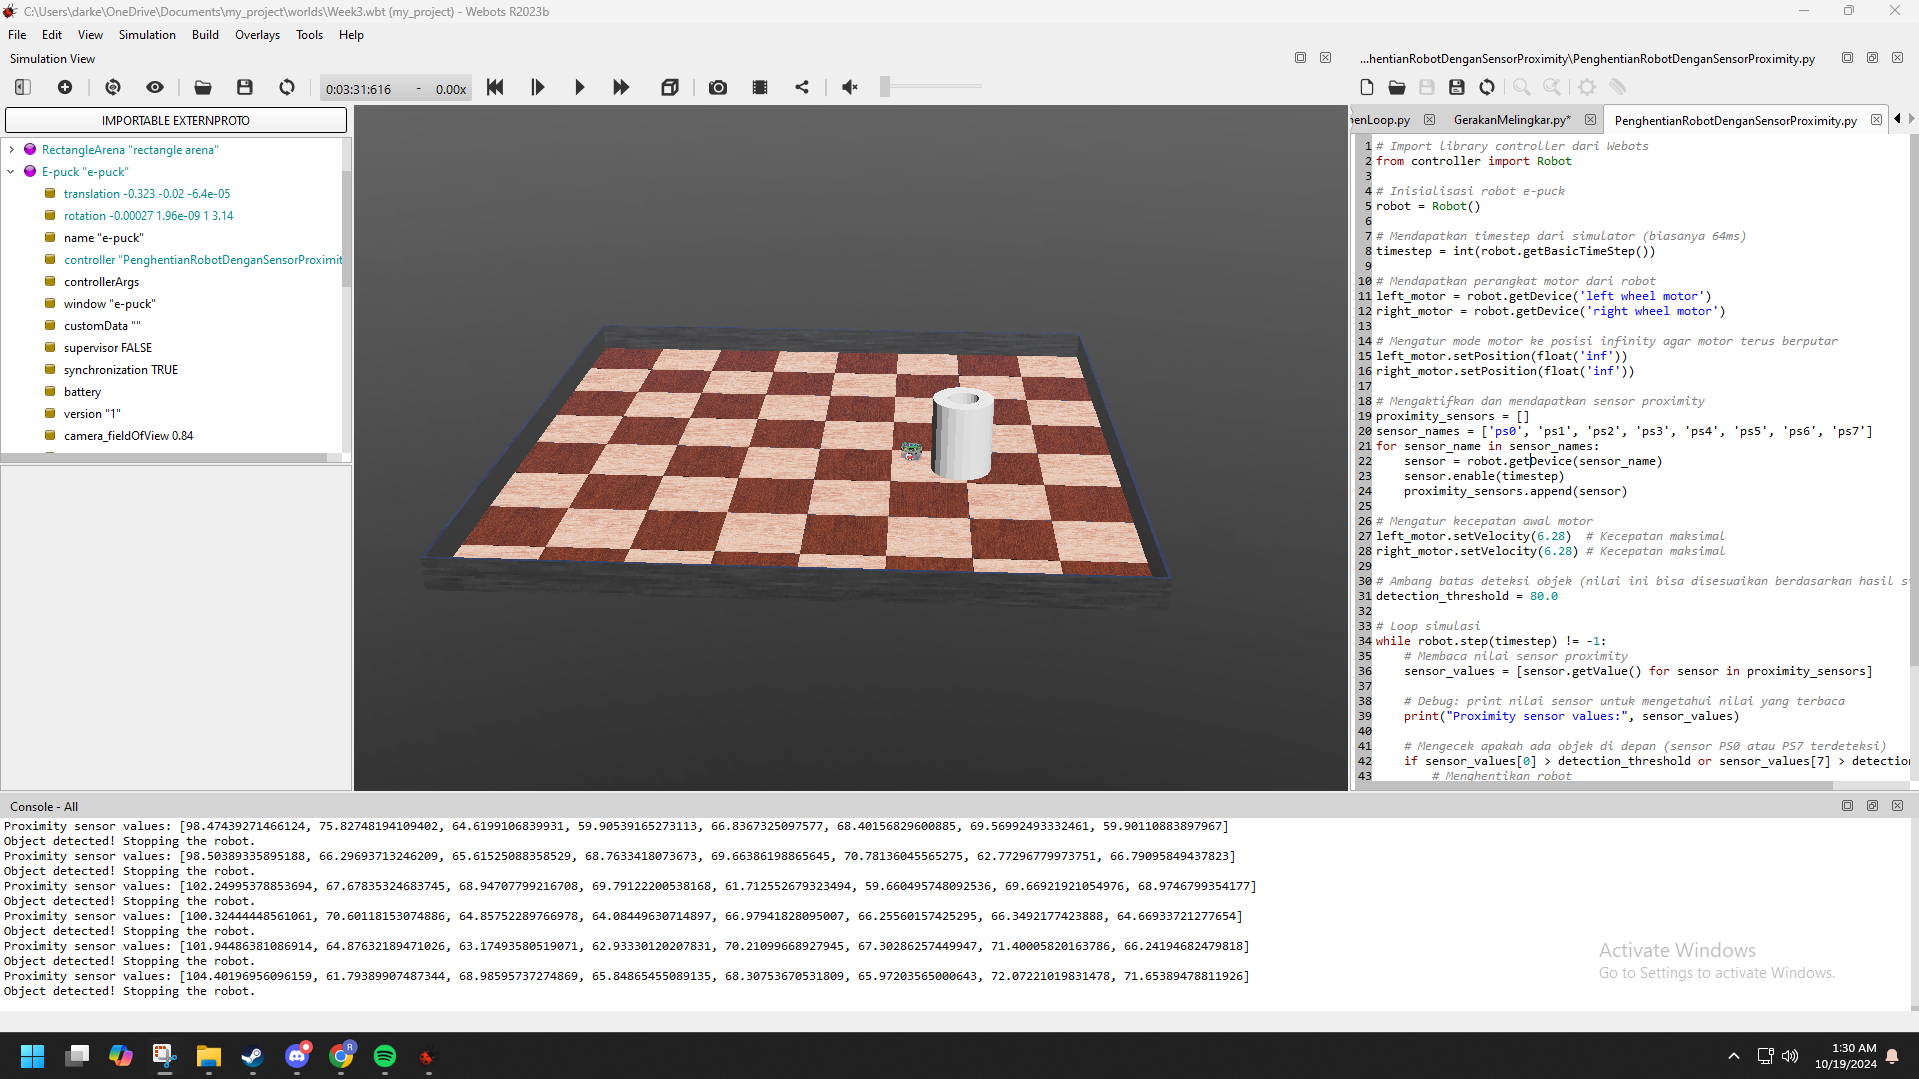 C:\Users\darke\OneDrive\Documents\my_project\worlds\Week3.wbt (my_project) - Webots R2023b
File Edit View Simulation Build Overlays Tools Help
Simulation View
0:03:31:616 - 0.00x
IMPORTABLE EXTERNPROTO
RectangleArena "rectangle arena"
E-puck "e-puck"
translation -0.323 -0.02 -6.4e-05
rotation -0.00027 1.96e-09 1 3.14
name "e-puck"
controller "PenghentianRobotDenganSensorProximit
controllerArgs
window "e-puck"
customData ""
supervisor FALSE
synchronization TRUE
battery
version "1"
camera_fieldOfView 0.84
...hentianRobotDenganSensorProximity\PenghentianRobotDenganSensorProximity.py
enLoop.py GerakanMelingkar.py* PenghentianRobotDenganSensorProximity.py
1 # Import library controller dari Webots
2 from controller import Robot
3
4 # Inisialisasi robot e-puck
5 robot = Robot()
6
7 # Mendapatkan timestep dari simulator (biasanya 64ms)
8 timestep = int(robot.getBasicTimeStep())
9
10 # Mendapatkan perangkat motor dari robot
11 left_motor = robot.getDevice('left wheel motor')
12 right_motor = robot.getDevice('right wheel motor')
13
14 # Mengatur mode motor ke posisi infinity agar motor terus berputar
15 left_motor.setPosition(float('inf'))
16 right_motor.setPosition(float('inf'))
17
18 # Mengaktifkan dan mendapatkan sensor proximity
19 proximity_sensors = []
20 sensor_names = ['ps0', 'ps1', 'ps2', 'ps3', 'ps4', 'ps5', 'ps6', 'ps7']
21 for sensor_name in sensor_names:
22 sensor = robot.getDevice(sensor_name)
23 sensor.enable(timestep)
24 proximity_sensors.append(sensor)
25
26 # Mengatur kecepatan awal motor
27 left_motor.setVelocity(6.28) # Kecepatan maksimal
28 right_motor.setVelocity(6.28) # Kecepatan maksimal
29
30 # Ambang batas deteksi objek (nilai ini bisa disesuaikan berdasarkan hasil s
31 detection_threshold = 80.0
32
33 # Loop simulasi
34 while robot.step(timestep) != -1:
35 # Membaca nilai sensor proximity
36 sensor_values = [sensor.getValue() for sensor in proximity_sensors]
37
38 # Debug: print nilai sensor untuk mengetahui nilai yang terbaca
39 print("Proximity sensor values:", sensor_values)
40
41 # Mengecek apakah ada objek di depan (sensor PS0 atau PS7 terdeteksi)
42 if sensor_values[0] > detection_threshold or sensor_values[7] > detectio
43 # Menghentikan robot
Console - All
Proximity sensor values: [98.47439271466124, 75.82748194109402, 64.6199106839931, 59.90539165273113, 66.8367325097577, 68.40156829600885, 69.56992493332461, 59.90110883897967]
Object detected! Stopping the robot.
Proximity sensor values: [98.50389335895188, 66.29693713246209, 65.61525088358529, 68.7633418073673, 69.66386198865645, 70.78136045565275, 62.77296779973751, 66.79095849437823]
Object detected! Stopping the robot.
Proximity sensor values: [102.24995378853694, 67.67835324683745, 68.94707799216708, 69.79122200538168, 61.712552679323494, 59.660495748092536, 69.66921921054976, 68.9746799354177]
Object detected! Stopping the robot.
Proximity sensor values: [100.32444448561061, 70.60118153074886, 64.85752289766978, 64.08449630714897, 66.97941828095007, 66.25560157425295, 66.3492177423888, 64.66933721277654]
Object detected! Stopping the robot.
Proximity sensor values: [101.94486381086914, 64.87632189471026, 63.17493580519071, 62.93330120207831, 70.21099668927945, 67.30286257449947, 71.40005820163786, 66.24194682479818]
Object detected! Stopping the robot.
Proximity sensor values: [104.40196956096159, 61.79389907487344, 68.98595737274869, 65.84865455089135, 68.30753670531809, 65.97203565000643, 72.07221019831478, 71.65389478811926]
Object detected! Stopping the robot.
Activate Windows
Go to Settings to activate Windows.
R
1:30 AM
10/19/2024